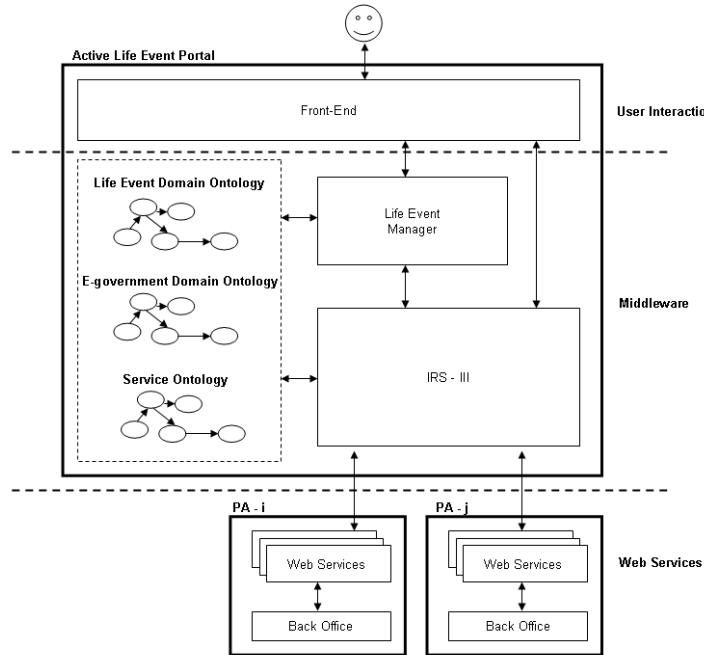 Active Life Event Portal
Front-End
User Interactio
Life Event Domain Ontology
Life Event
Manager
E-government Domain Ontology
Middleware
IRS - III
Service Ontology
PA - i
PA - j
Web Services
Web Services
Web Services
Back Office
Back Office